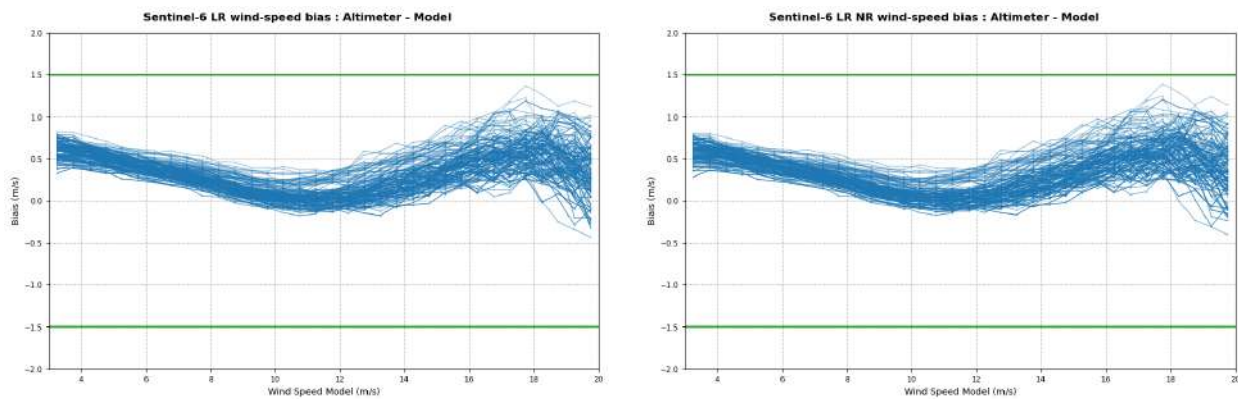 Sentinel-6 LR wind-speed bias : Altimeter - Model
2.0
1.5
1.0
0.5
0.0
−0.5
−1.0
−1.5
−2.0
Biais (m/s)
4 6 8 10 12 14 16 18 20
Wind Speed Model (m/s)
Sentinel-6 LR NR wind-speed bias : Altimeter - Model
2.0
1.5
1.0
0.5
0.0
−0.5
−1.0
−1.5
−2.0
Biais (m/s)
4 6 8 10 12 14 16 18 20
Wind Speed Model (m/s)